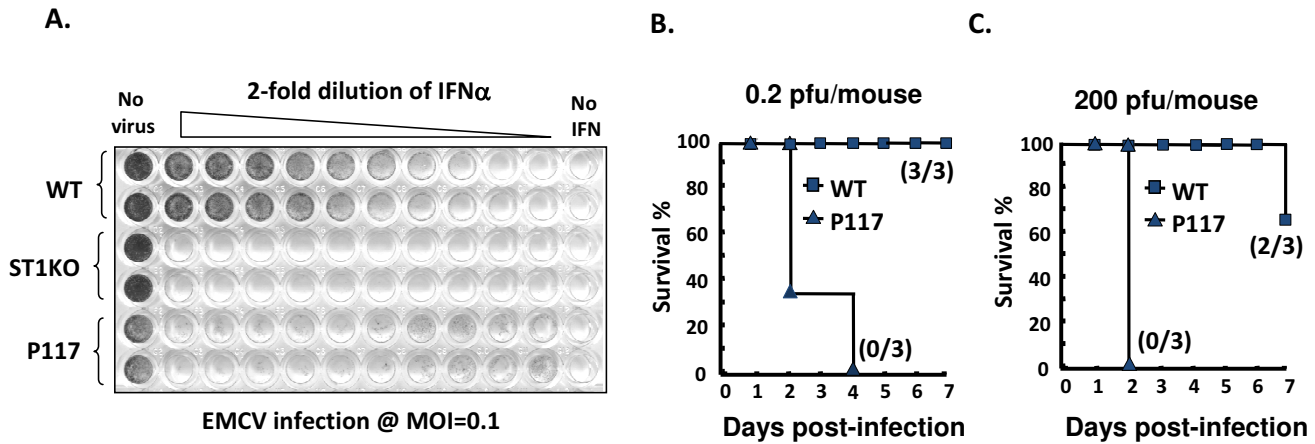 A.
2-fold dilution of IFNα
No
virus
No
IFN
WT
ST1KO
P117
EMCV infection @ MOI=0.1
B.
0.2 pfu/mouse
100
80
60
40
20
0
Survival %
WT
P117
(3/3)
(0/3)
0 1 2 3 4 5 6 7
Days post-infection
C.
200 pfu/mouse
100
80
60
40
20
0
Survival %
WT
P117
(2/3)
(0/3)
0 1 2 3 4 5 6 7
Days post-infection